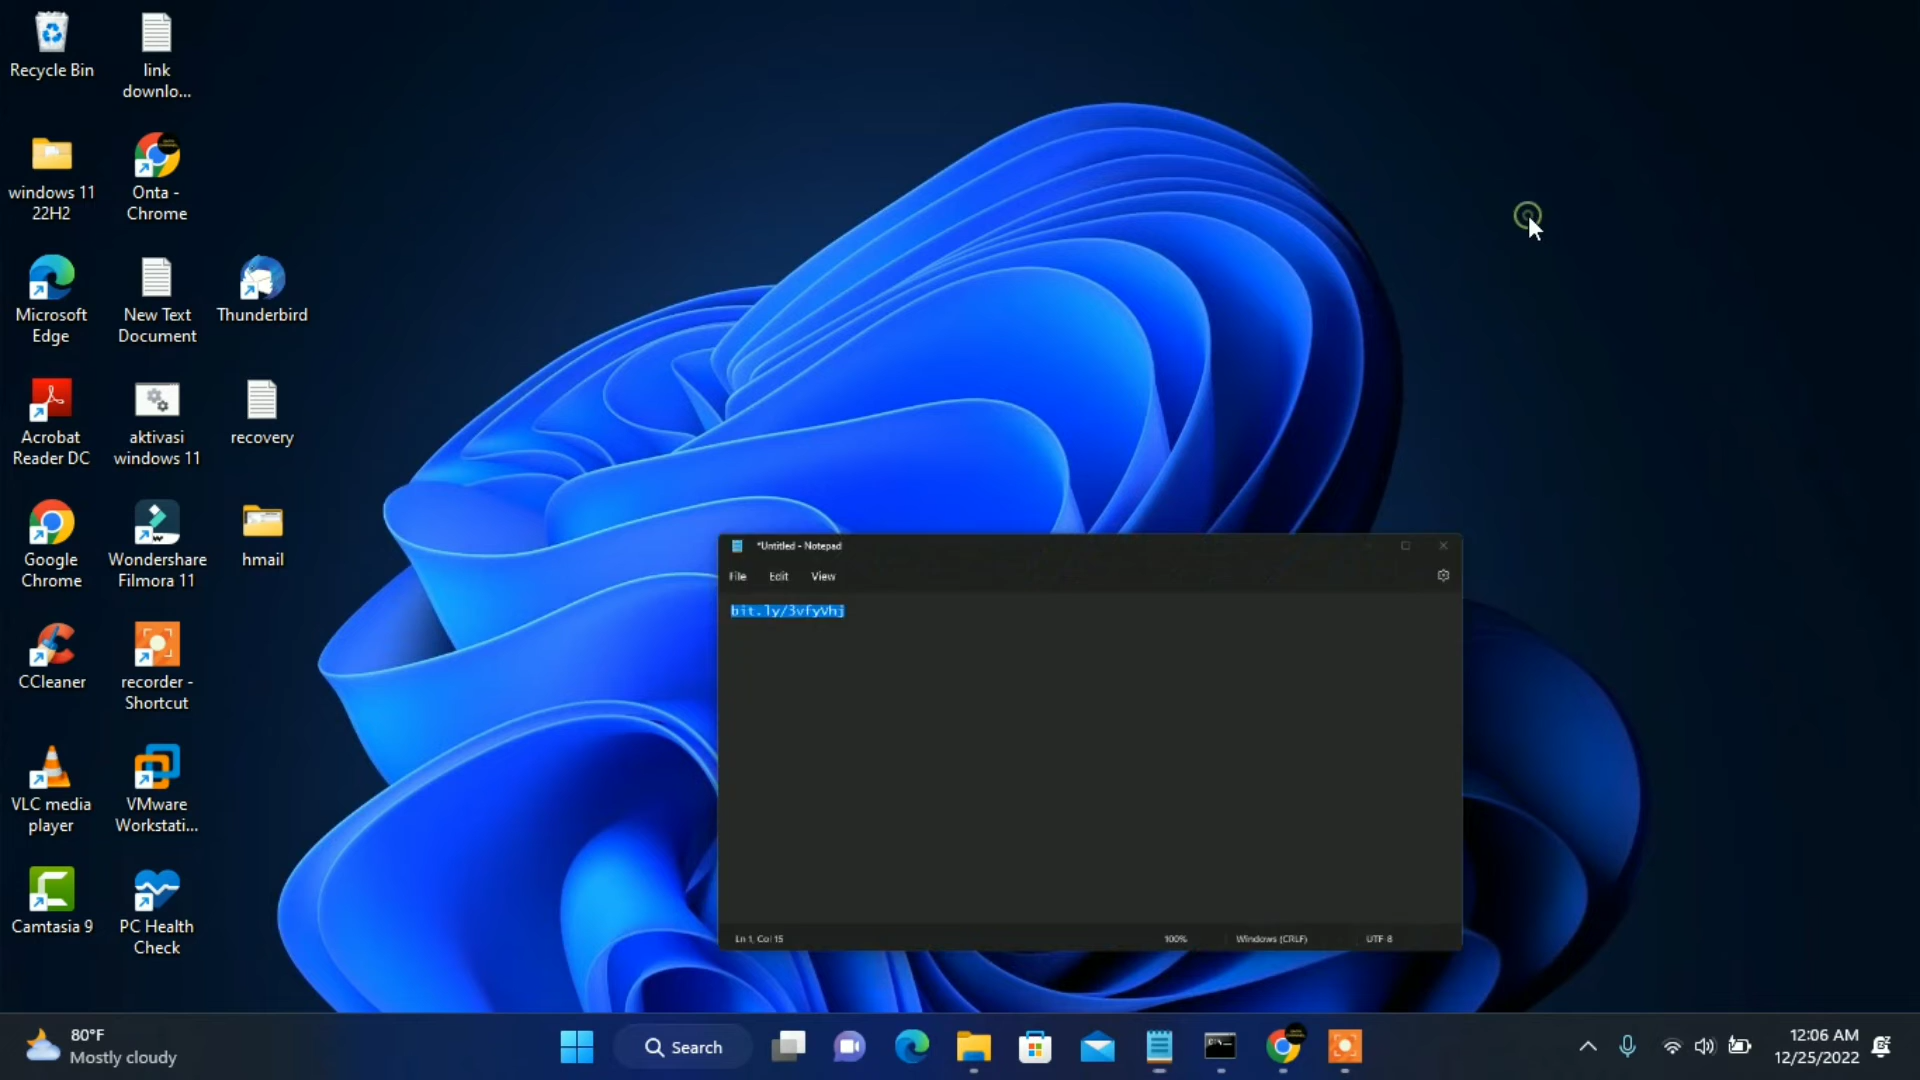 Recycle Bin
link
downlo...
windows 11
22H2
Onta -
Chrome
Microsoft
Edge
New Text
Document
Thunderbird
Acrobat
Reader DC
aktivasi
windows 11
recovery
Google
Chrome
Wondershare
Filmora 11
hmail
CCleaner
recorder -
Shortcut
VLC media
player
VMware
Workstati...
Camtasia 9
PC Health
Check
*Untitled - Notepad
File Edit View
bit.ly/3vfyVhj
Ln 1, Col 15 100% Windows (CRLF) UTF-8
80°F
Mostly cloudy
Search
12:06 AM
12/25/2022